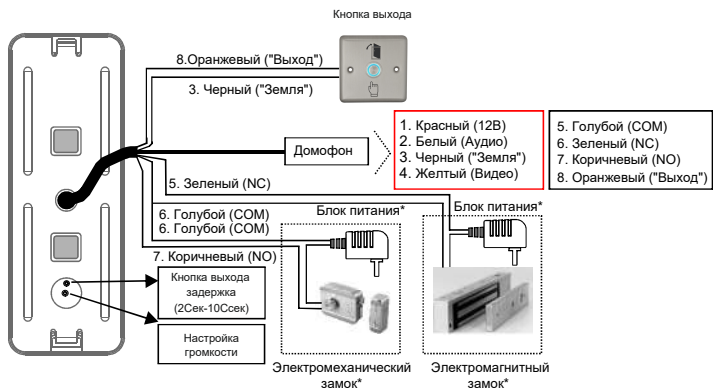 Кнопка выхода
8.Оранжевый ("Выход")
3. Черный ("Земля")
Домофон
1. Красный (12В)
2. Белый (Аудио)
3. Черный ("Земля")
4. Желтый (Видео)
5. Голубой (COM)
6. Зеленый (NC)
7. Коричневый (NO)
8. Оранжевый ("Выход")
5. Зеленый (NC)
6. Голубой (COM)
6. Голубой (COM)
7. Коричневый (NO)
Блок питания*
Блок питания*
Кнопка выхода
задержка
(2Сек-10Ссек)
Настройка
громкости
Электромеханический
замок*
Электромагнитный
замок*